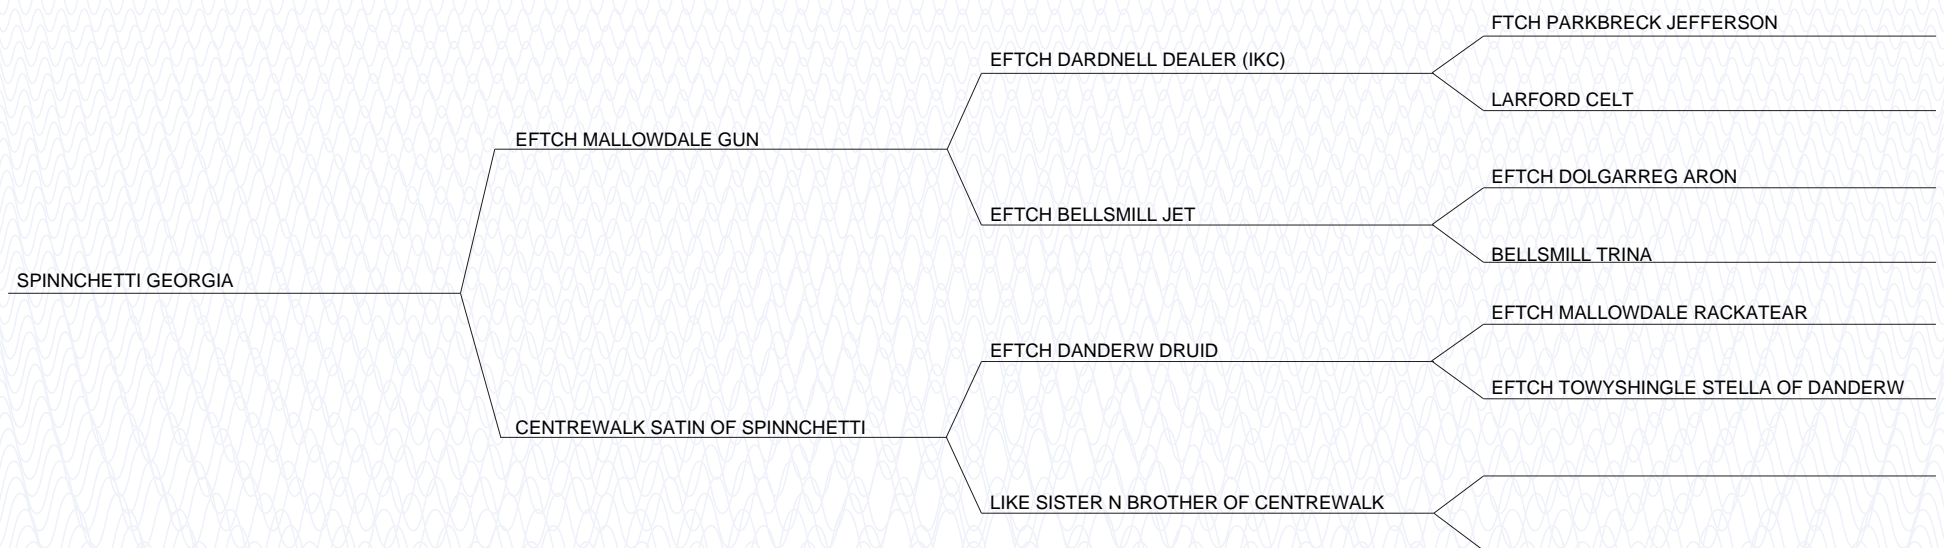 FTCH PARKBRECK JEFFERSON
EFTCH DARDNELL DEALER (IKC)
LARFORD CELT
EFTCH MALLOWDALE GUN
EFTCH DOLGARREG ARON
EFTCH BELLSMILL JET
BELLSMILL TRINA
SPINNCHETTI GEORGIA
EFTCH MALLOWDALE RACKATEAR
EFTCH DANDERW DRUID
EFTCH TOWYSHINGLE STELLA OF DANDERW
CENTREWALK SATIN OF SPINNCHETTI
LIKE SISTER N BROTHER OF CENTREWALK